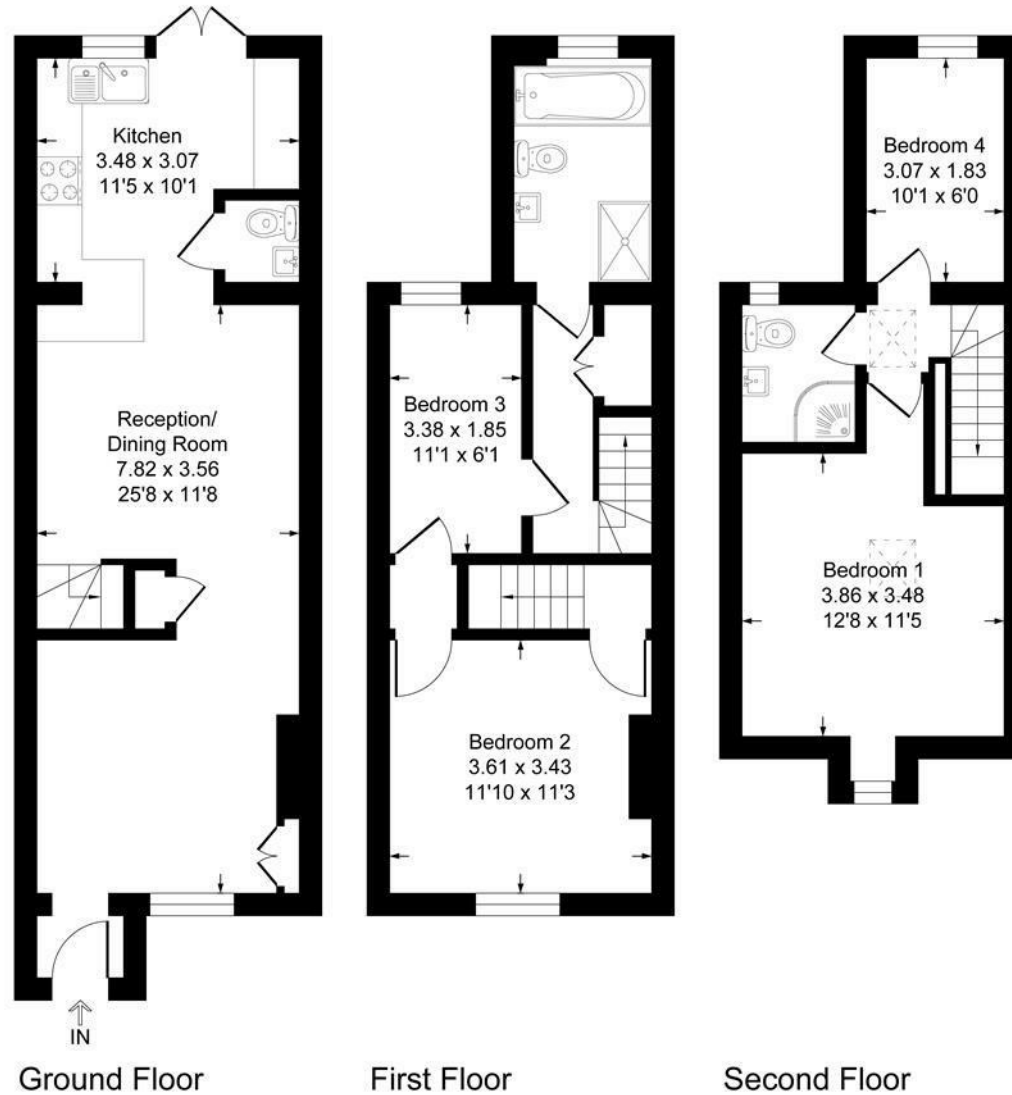 Kitchen
3.48 x 3.07
11'5 x 10'1
Reception/
Dining Room
7.82 x 3.56
25'8 x 11'8
IN
Ground Floor
Bedroom 3
3.38 x 1.85
11'1 x 6'1
Bedroom 2
3.61 x 3.43
11'10 x 11'3
First Floor
Bedroom 4
3.07 x 1.83
10'1 x 6'0
Bedroom 1
3.86 x 3.48
12'8 x 11'5
Second Floor